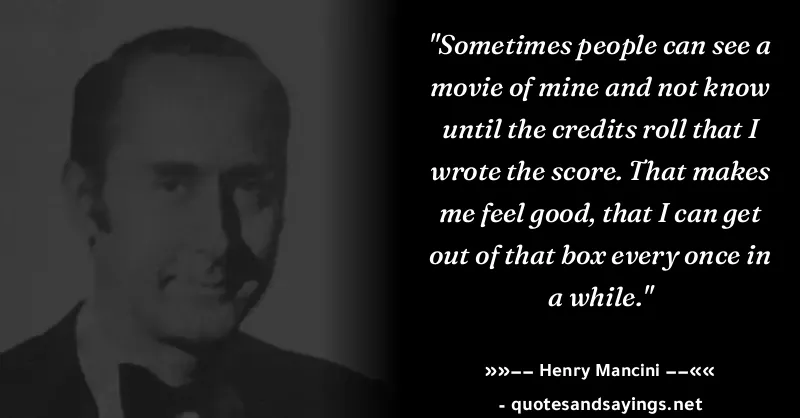 "Sometimes people can see a
movie of mine and not know
until the credits roll that I
wrote the score. That makes
me feel good, that I can get
out of that box every once in
a while."
»»−− Henry Mancini −−««
- quotesandsayings.net